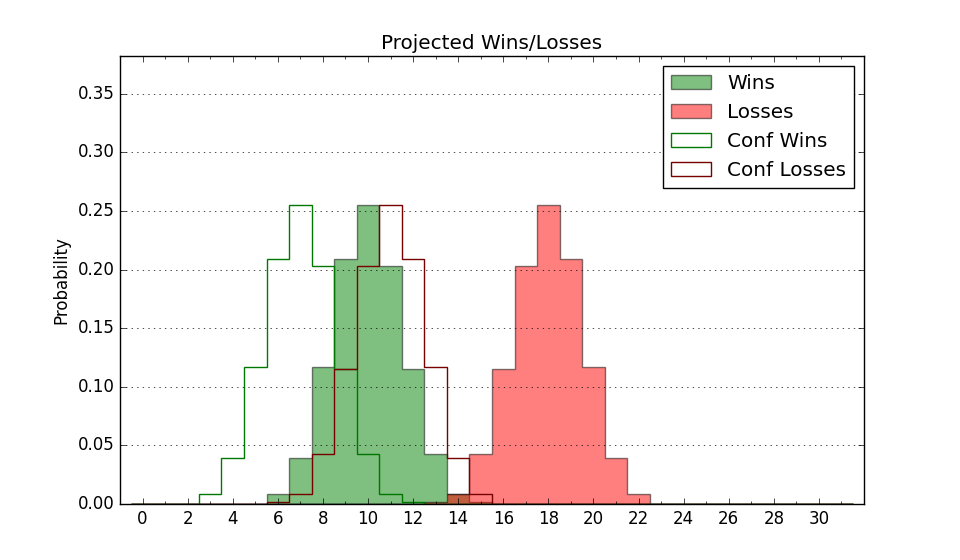 Projected Wins/Losses
Wins
Losses
Conf Wins
Conf Losses
Probability
0.35
0.30
0.25
0.20
0.15
0.10
0.05
0.00
0 2 4 6 8 10 12 14 16 18 20 22 24 26 28 30